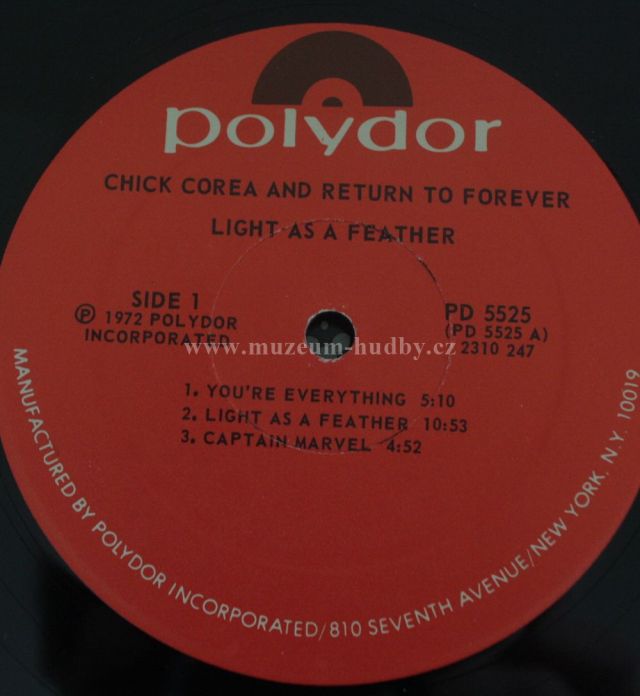 polydor
CHICK COREA AND RETURN TO FOREVER
LIGHT AS A FEATHER
SIDE 1
℗ 1972 POLYDOR
INCORPORATED
PD 5525
(PD 5525 A)
2310 247
www.muzeum-hudby.cz
1. YOU'RE EVERYTHING 5:10
2. LIGHT AS A FEATHER 10:53
3. CAPTAIN MARVEL 4:52
MANUFACTURED BY POLYDOR INCORPORATED/810 SEVENTH AVENUE/NEW YORK, N.Y. 10019